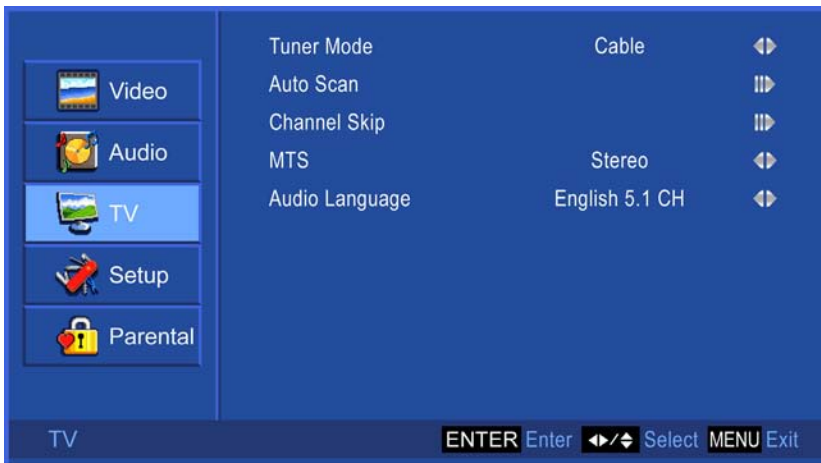 Video
Audio
TV
Setup
Parental
Tuner Mode Cable
Auto Scan
Channel Skip
MTS Stereo
Audio Language English 5.1 CH
TV ENTER Enter / Select MENU Exit